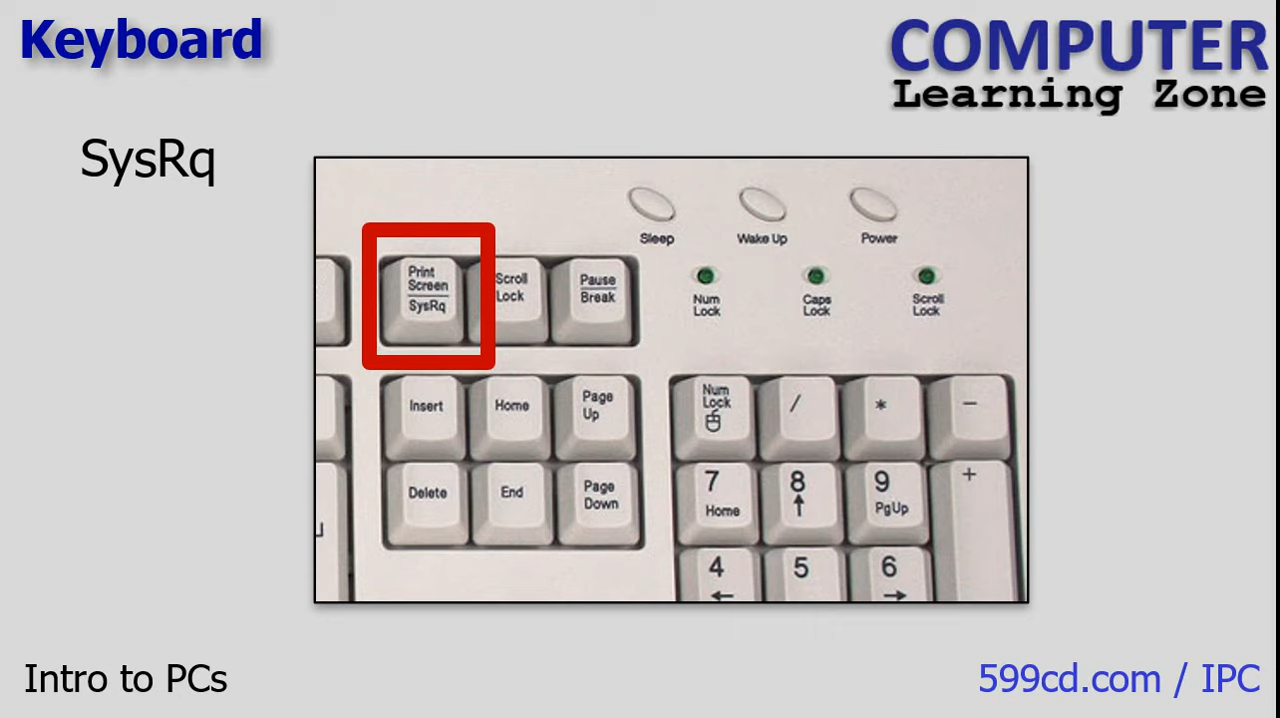 Keyboard
COMPUTER
Learning Zone
SysRq
Sleep
Wake Up
Power
Print
Screen
SysRq
Scroll
Lock
Pause
Break
Num
Lock
Caps
Lock
Scroll
Lock
Insert
Home
Page
Up
Num
Lock
/
*
-
Delete
End
Page
Down
7
Home
8
↑
9
PgUp
+
4
←
5
6
→
Intro to PCs
599cd.com / IPC